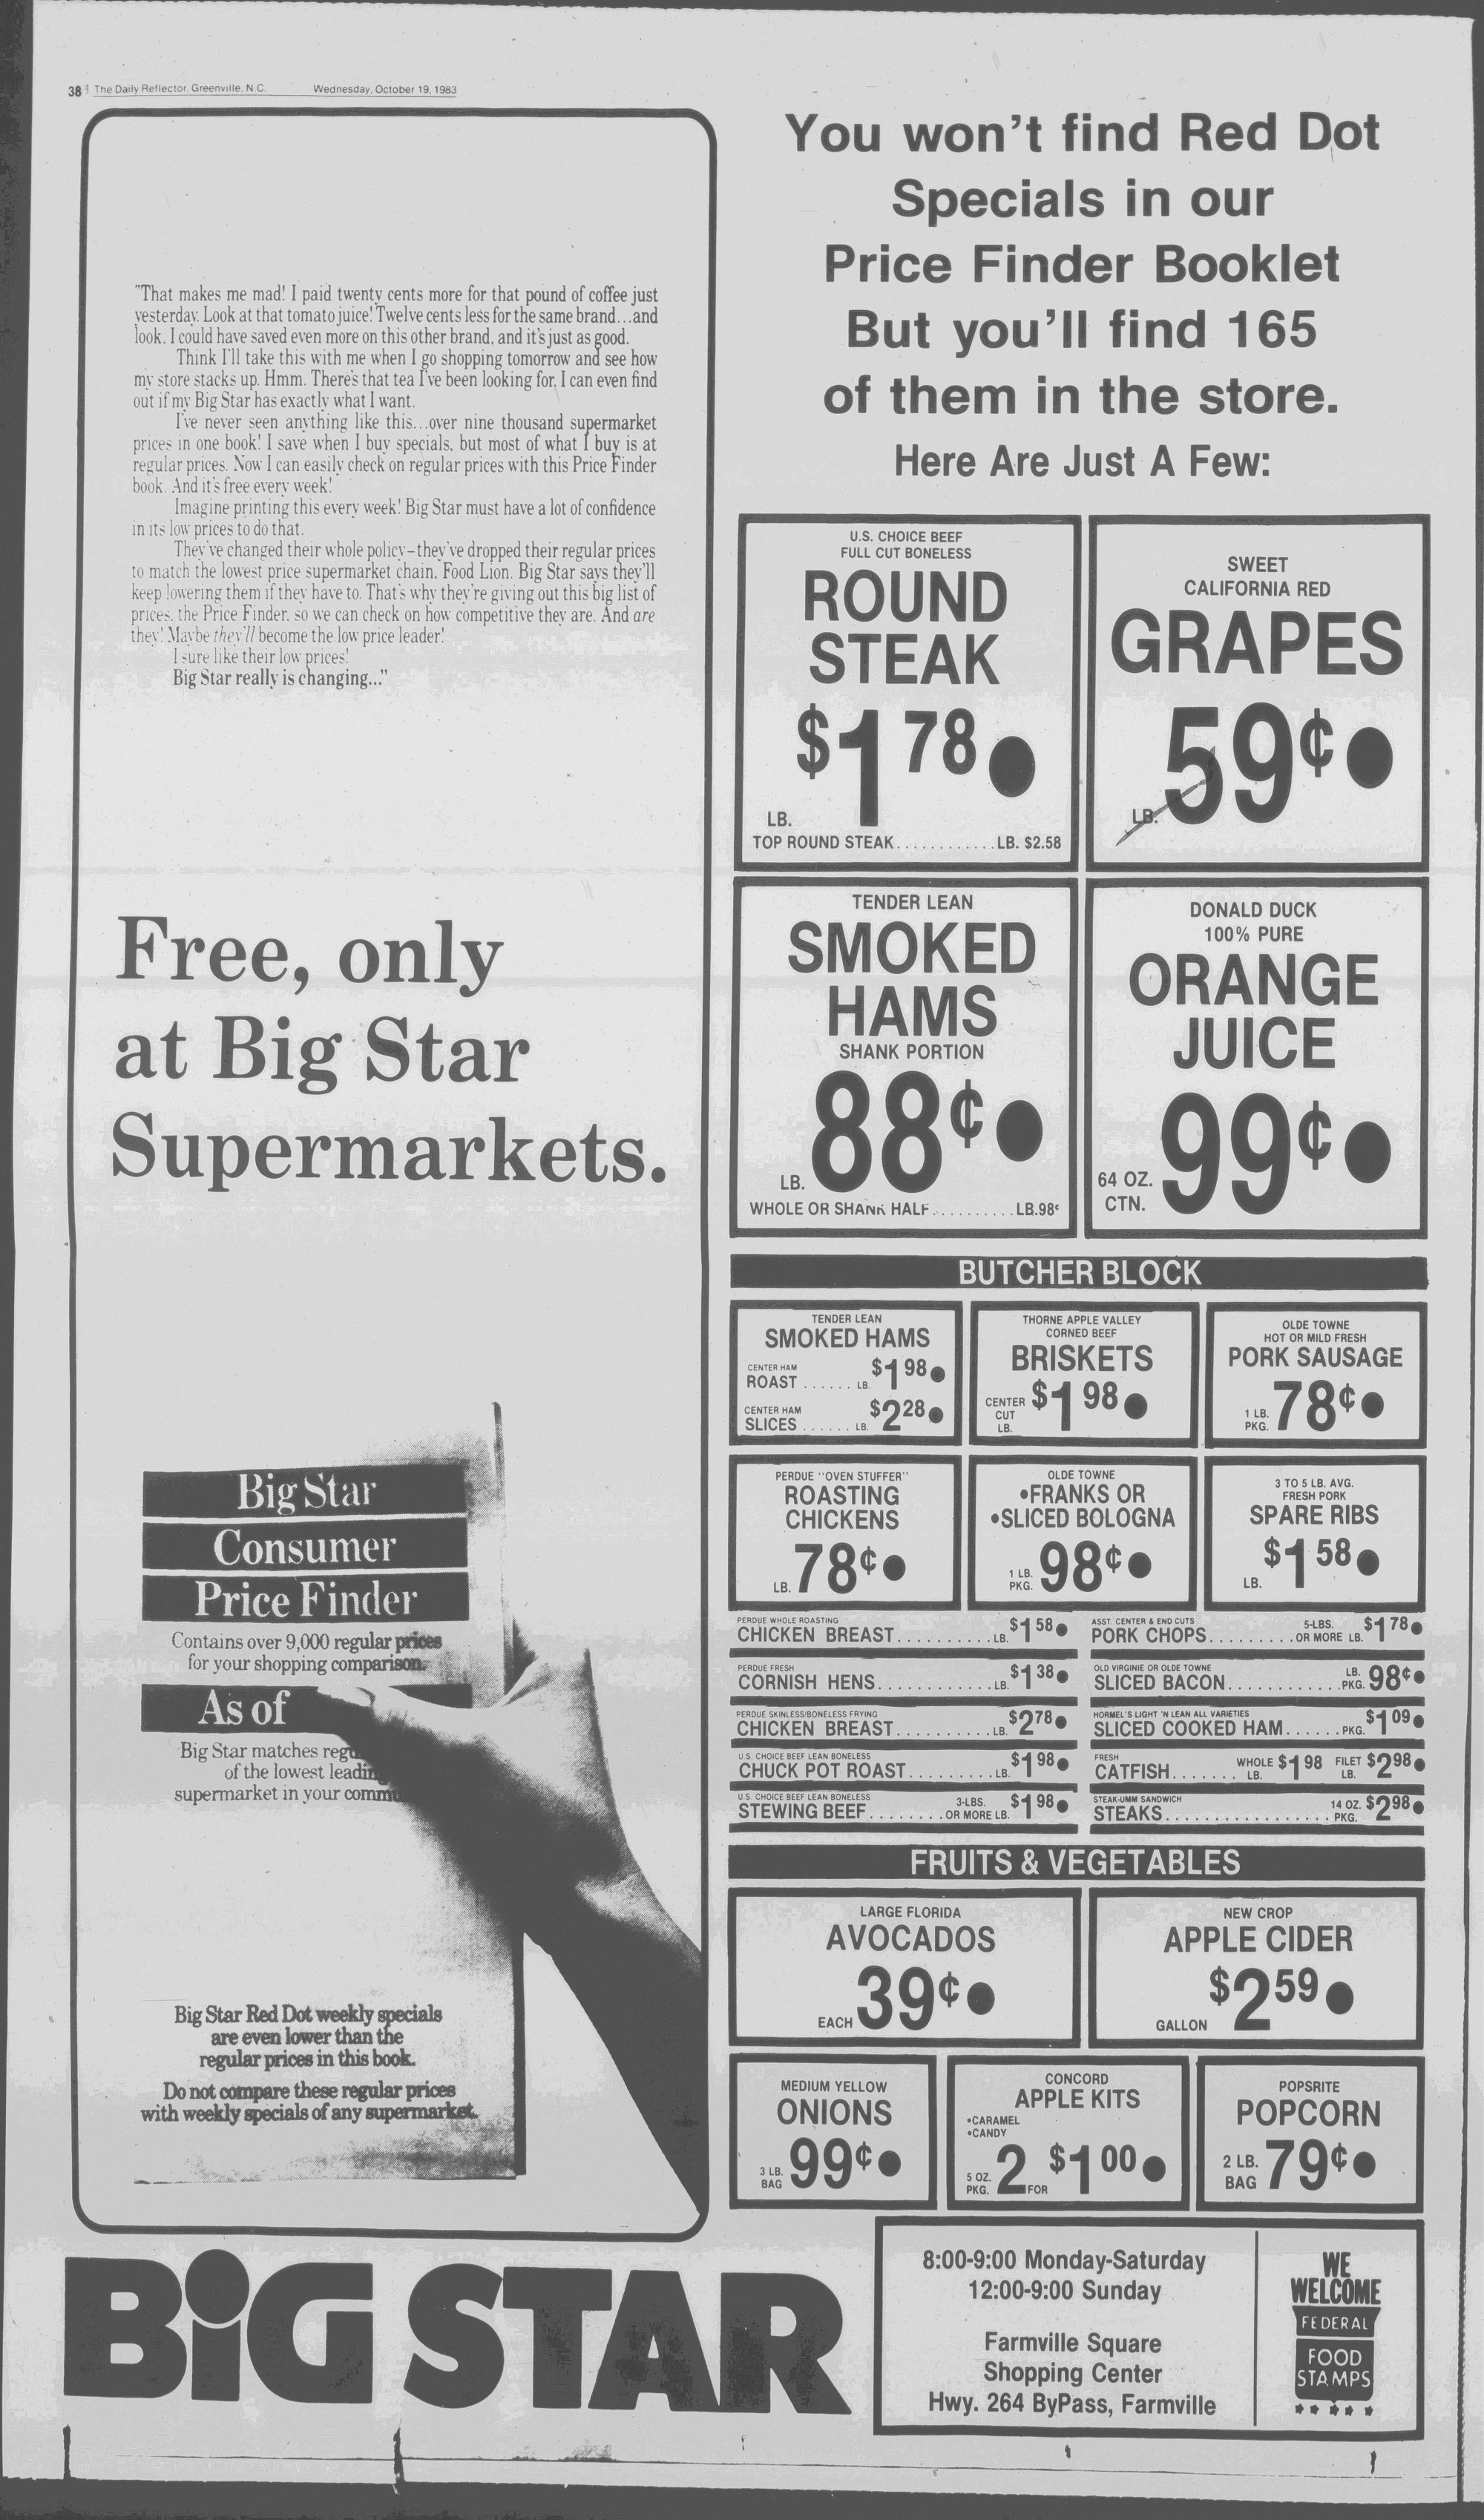 38 The Daily Reflector, Greenville, N.C. Wednesday, October 19, 1983
"That makes me mad! I paid twenty cents more for that pound of coffee just
yesterday. Look at that tomato juice! Twelve cents less for the same brand...and
look, I could have saved even more on this other brand, and it's just as good.
Think I'll take this with me when I go shopping tomorrow and see how
my store stacks up. Hmm. There's that tea I've been looking for. I can even find
out if my Big Star has exactly what I want.
I've never seen anything like this...over nine thousand supermarket
prices in one book! I save when I buy specials, but most of what I buy is at
regular prices. Now I can easily check on regular prices with this Price Finder
book. And it's free every week!
Imagine printing this every week! Big Star must have a lot of confidence
in its low prices to do that.
They've changed their whole policy–they've dropped their regular prices
to match the lowest price supermarket chain, Food Lion. Big Star says they'll
keep lowering them if they have to. That's why they're giving out this big list of
prices, the Price Finder, so we can check on how competitive they are. And are
they! Maybe they'll become the low price leader!
I sure like their low prices!
Big Star really is changing..."
Free, only
at Big Star
Supermarkets.
Big Star
Consumer
Price Finder
Contains over 9,000 regular prices
for your shopping comparison.
As of
Big Star matches regu
of the lowest leading
supermarket in your commu
Big Star Red Dot weekly specials
are even lower than the
regular prices in this book.
Do not compare these regular prices
with weekly specials of any supermarket.
You won't find Red Dot
Specials in our
Price Finder Booklet
But you'll find 165
of them in the store.
Here Are Just A Few:
U.S. CHOICE BEEF
FULL CUT BONELESS
ROUND
STEAK
$1 78
LB.
TOP ROUND STEAK............LB. $2.58
SWEET
CALIFORNIA RED
GRAPES
LB. 59¢
TENDER LEAN
SMOKED
HAMS
SHANK PORTION
LB. 88¢
WHOLE OR SHANK HALF..........LB.98¢
DONALD DUCK
100% PURE
ORANGE
JUICE
64 OZ.
CTN. 99¢
BUTCHER BLOCK
TENDER LEAN
SMOKED HAMS
CENTER HAM
ROAST ...... LB. $1 98
CENTER HAM
SLICES ...... LB. $2 28
THORNE APPLE VALLEY
CORNED BEEF
BRISKETS
CENTER
CUT
LB. $1 98
OLDE TOWNE
HOT OR MILD FRESH
PORK SAUSAGE
1 LB.
PKG. 78¢
PERDUE "OVEN STUFFER"
ROASTING
CHICKENS
LB. 78¢
OLDE TOWNE
•FRANKS OR
•SLICED BOLOGNA
1 LB.
PKG. 98¢
3 TO 5 LB. AVG.
FRESH PORK
SPARE RIBS
LB. $1 58
PERDUE WHOLE ROASTING
CHICKEN BREAST..........LB. $1 58
PERDUE FRESH
CORNISH HENS............LB. $1 38
PERDUE SKINLESS/BONELESS FRYING
CHICKEN BREAST..........LB. $2 78
U.S. CHOICE BEEF LEAN BONELESS
CHUCK POT ROAST.........LB. $1 98
U.S. CHOICE BEEF LEAN BONELESS
STEWING BEEF........ 3-LBS. OR MORE LB. $1 98
ASST. CENTER & END CUTS
PORK CHOPS......... 5-LBS. OR MORE LB. $1 78
OLD VIRGINIE OR OLDE TOWNE
SLICED BACON............ LB. PKG. 98¢
HORMEL'S LIGHT 'N LEAN ALL VARIETIES
SLICED COOKED HAM...... PKG. $1 09
FRESH
CATFISH....... WHOLE LB. $1 98 FILET LB. $2 98
STEAK-UMM SANDWICH
STEAKS................. 14 OZ. PKG. $2 98
FRUITS & VEGETABLES
LARGE FLORIDA
AVOCADOS
EACH 39¢
NEW CROP
APPLE CIDER
GALLON $2 59
MEDIUM YELLOW
ONIONS
3 LB.
BAG 99¢
CONCORD
APPLE KITS
•CARAMEL
•CANDY
5 OZ.
PKG. 2 FOR $1 00
POPSRITE
POPCORN
2 LB.
BAG 79¢
BiG STAR
8:00-9:00 Monday-Saturday
12:00-9:00 Sunday
Farmville Square
Shopping Center
Hwy. 264 ByPass, Farmville
WE
WELCOME
FEDERAL
FOOD
STAMPS